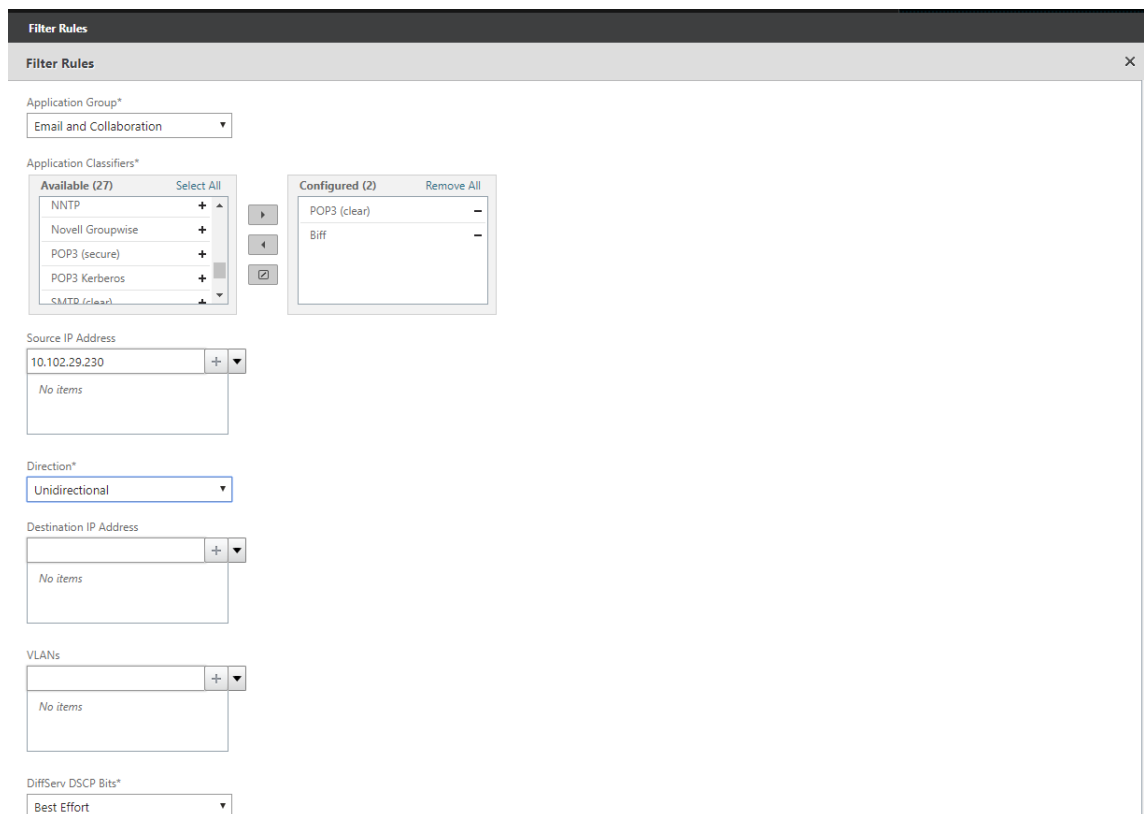 Filter Rules
Filter Rules
Application Group*
Email and Collaboration
Application Classifiers*
Available (27) Select All
NNTP
Novell Groupwise
POP3 (secure)
POP3 Kerberos
SMTP (clear)
Configured (2) Remove All
POP3 (clear)
Biff
Source IP Address
10.102.29.230
No items
Direction*
Unidirectional
Destination IP Address
No items
VLANs
No items
DiffServ DSCP Bits*
Best Effort